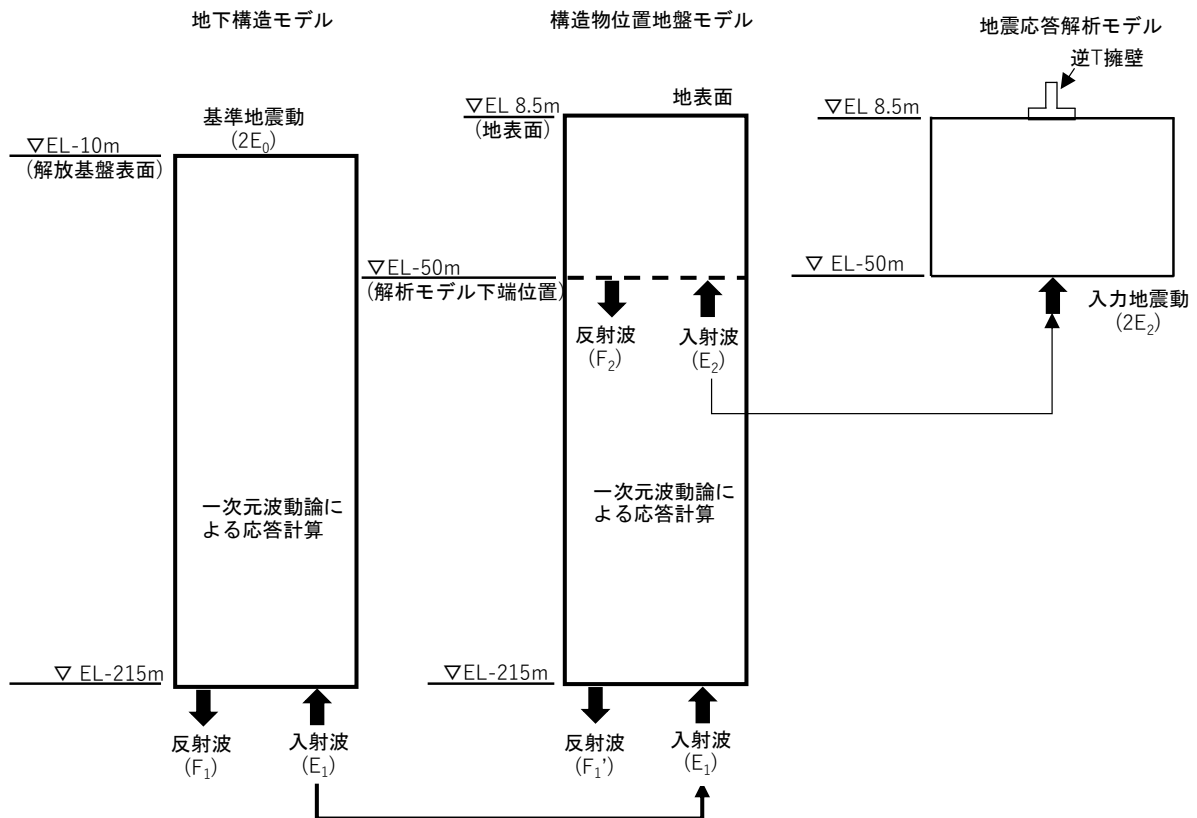 地下構造モデル
基準地震動
(2E₀)
▽EL-10m
(解放基盤表面)
一次元波動論に
よる応答計算
▽ EL-215m
反射波
(F₁)
入射波
(E₁)
構造物位置地盤モデル
▽EL 8.5m
(地表面)
地表面
▽EL-50m
(解析モデル下端位置)
反射波
(F₂)
入射波
(E₂)
一次元波動論に
よる応答計算
▽EL-215m
反射波
(F₁')
入射波
(E₁)
地震応答解析モデル
逆T擁壁
▽EL 8.5m
▽ EL-50m
入力地震動
(2E₂)